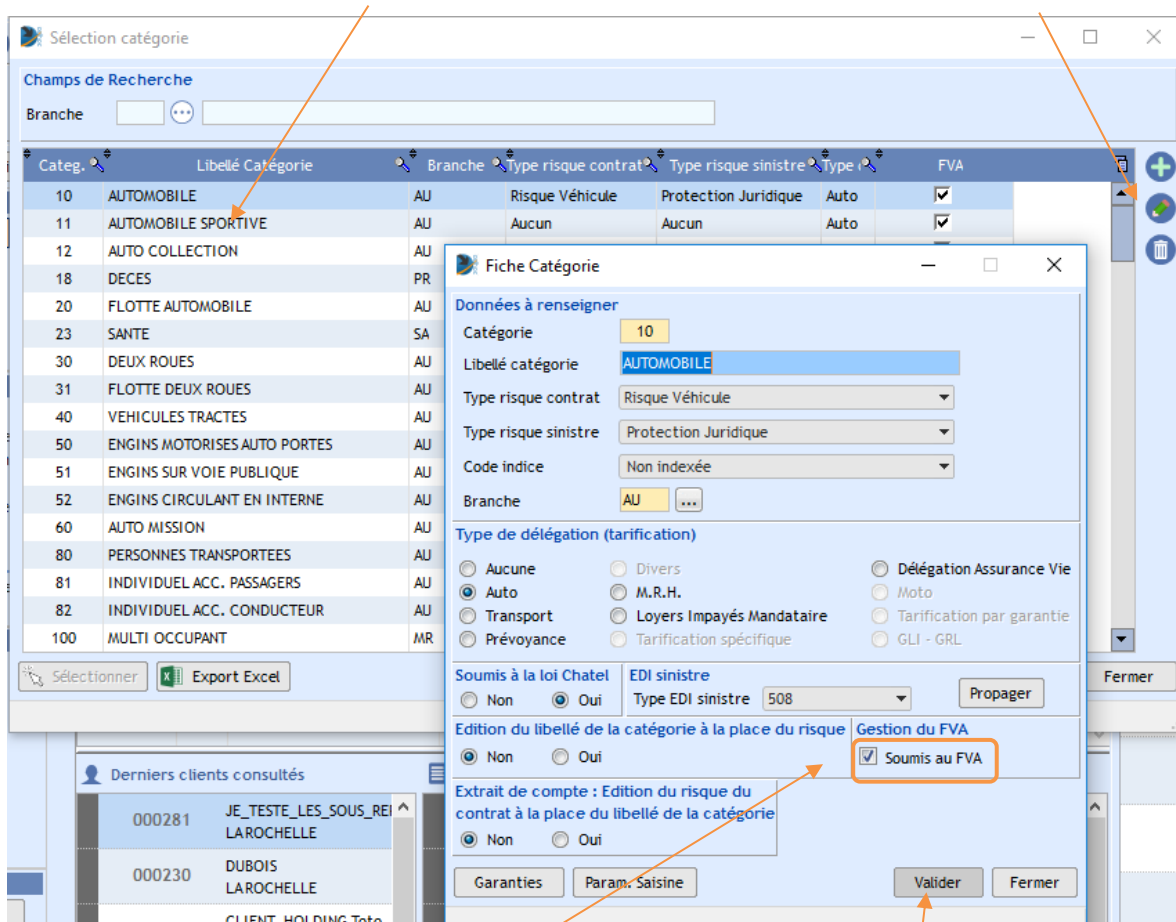 Sélection catégorie
Champs de Recherche
Branche
Categ. Libellé Catégorie Branche Type risque contrat Type risque sinistre Type FVA
10 AUTOMOBILE AU Risque Véhicule Protection Juridique Auto
11 AUTOMOBILE SPORTIVE AU Aucun Aucun Auto
12 AUTO COLLECTION AU
18 DECES PR
20 FLOTTE AUTOMOBILE AU
23 SANTE SA
30 DEUX ROUES AU
31 FLOTTE DEUX ROUES AU
40 VEHICULES TRACTES AU
50 ENGINS MOTORISES AUTO PORTES AU
51 ENGINS SUR VOIE PUBLIQUE AU
52 ENGINS CIRCULANT EN INTERNE AU
60 AUTO MISSION AU
80 PERSONNES TRANSPORTEES AU
81 INDIVIDUEL ACC. PASSAGERS AU
82 INDIVIDUEL ACC. CONDUCTEUR AU
100 MULTI OCCUPANT MR
Sélectionner Export Excel Fermer
Fiche Catégorie
Données à renseigner
Catégorie 10
Libellé catégorie AUTOMOBILE
Type risque contrat Risque Véhicule
Type risque sinistre Protection Juridique
Code indice Non indexée
Branche AU ...
Type de délégation (tarification)
Aucune Divers Délégation Assurance Vie
Auto M.R.H. Moto
Transport Loyers Impayés Mandataire Tarification par garantie
Prévoyance Tarification spécifique GLI - GRL
Soumis à la loi Chatel EDI sinistre
Non Oui Type EDI sinistre 508 Propager
Edition du libellé de la catégorie à la place du risque Gestion du FVA
Non Oui Soumis au FVA
Extrait de compte : Edition du risque du
contrat à la place du libellé de la catégorie
Non Oui
Garanties Param. Saisine Valider Fermer
Derniers clients consultés
000281 JE_TESTE_LES_SOUS_REI
LAROCHELLE
000230 DUBOIS
LAROCHELLE
CLIENT_HOLDING Toto